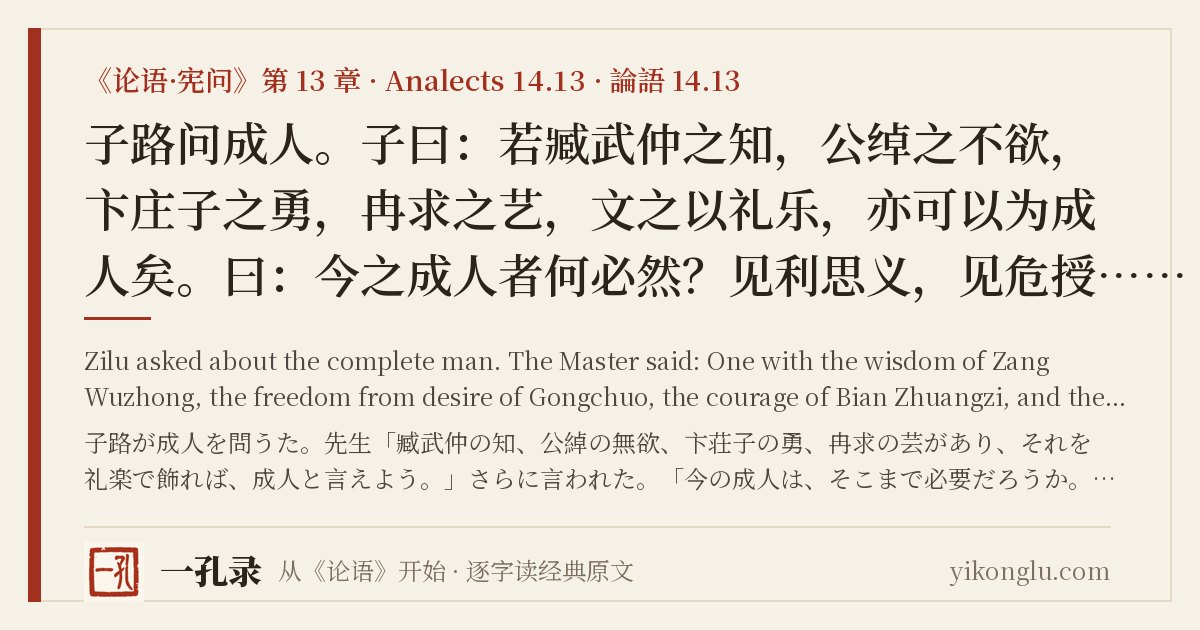 《论语·宪问》第 13 章 · Analects 14.13 · 論語 14.13
子路问成人。子曰：若臧武仲之知，公绰之不欲，
卞庄子之勇，冉求之艺，文之以礼乐，亦可以为成
人矣。曰：今之成人者何必然？见利思义，见危授……
Zilu asked about the complete man. The Master said: One with the wisdom of Zang
Wuzhong, the freedom from desire of Gongchuo, the courage of Bian Zhuangzi, and the...
子路が成人を問うた。先生「臧武仲の知、公綽の無欲、卞荘子の勇、冉求の芸があり、それを
礼楽で飾れば、成人と言えよう。」さらに言われた。「今の成人は、そこまで必要だろうか。…
一孔
一孔录
从《论语》开始 · 逐字读经典原文
yikonglu.com